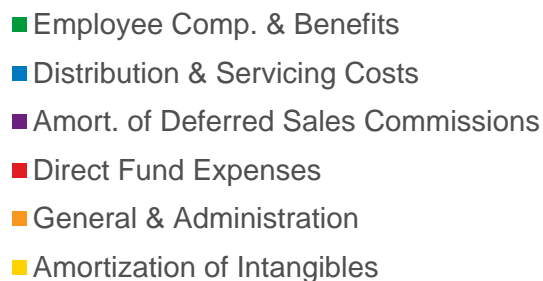 Employee Comp. & Benefits
Distribution & Servicing Costs
Amort. of Deferred Sales Commissions
Direct Fund Expenses
General & Administration
Amortization of Intangibles